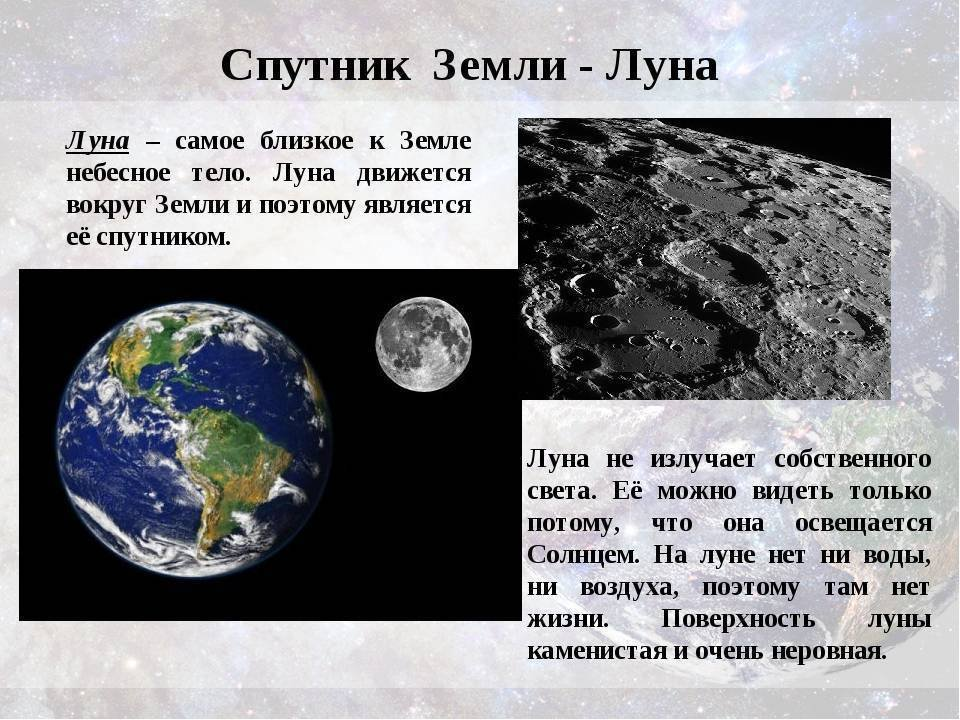 Спутник Земли - Луна
Луна – самое близкое к Земле
небесное тело. Луна движется
вокруг Земли и поэтому является
её спутником.
Луна не излучает собственного
света. Её можно видеть только
потому, что она освещается
Солнцем. На луне нет ни воды,
ни воздуха, поэтому там нет
жизни. Поверхность луны
каменистая и очень неровная.